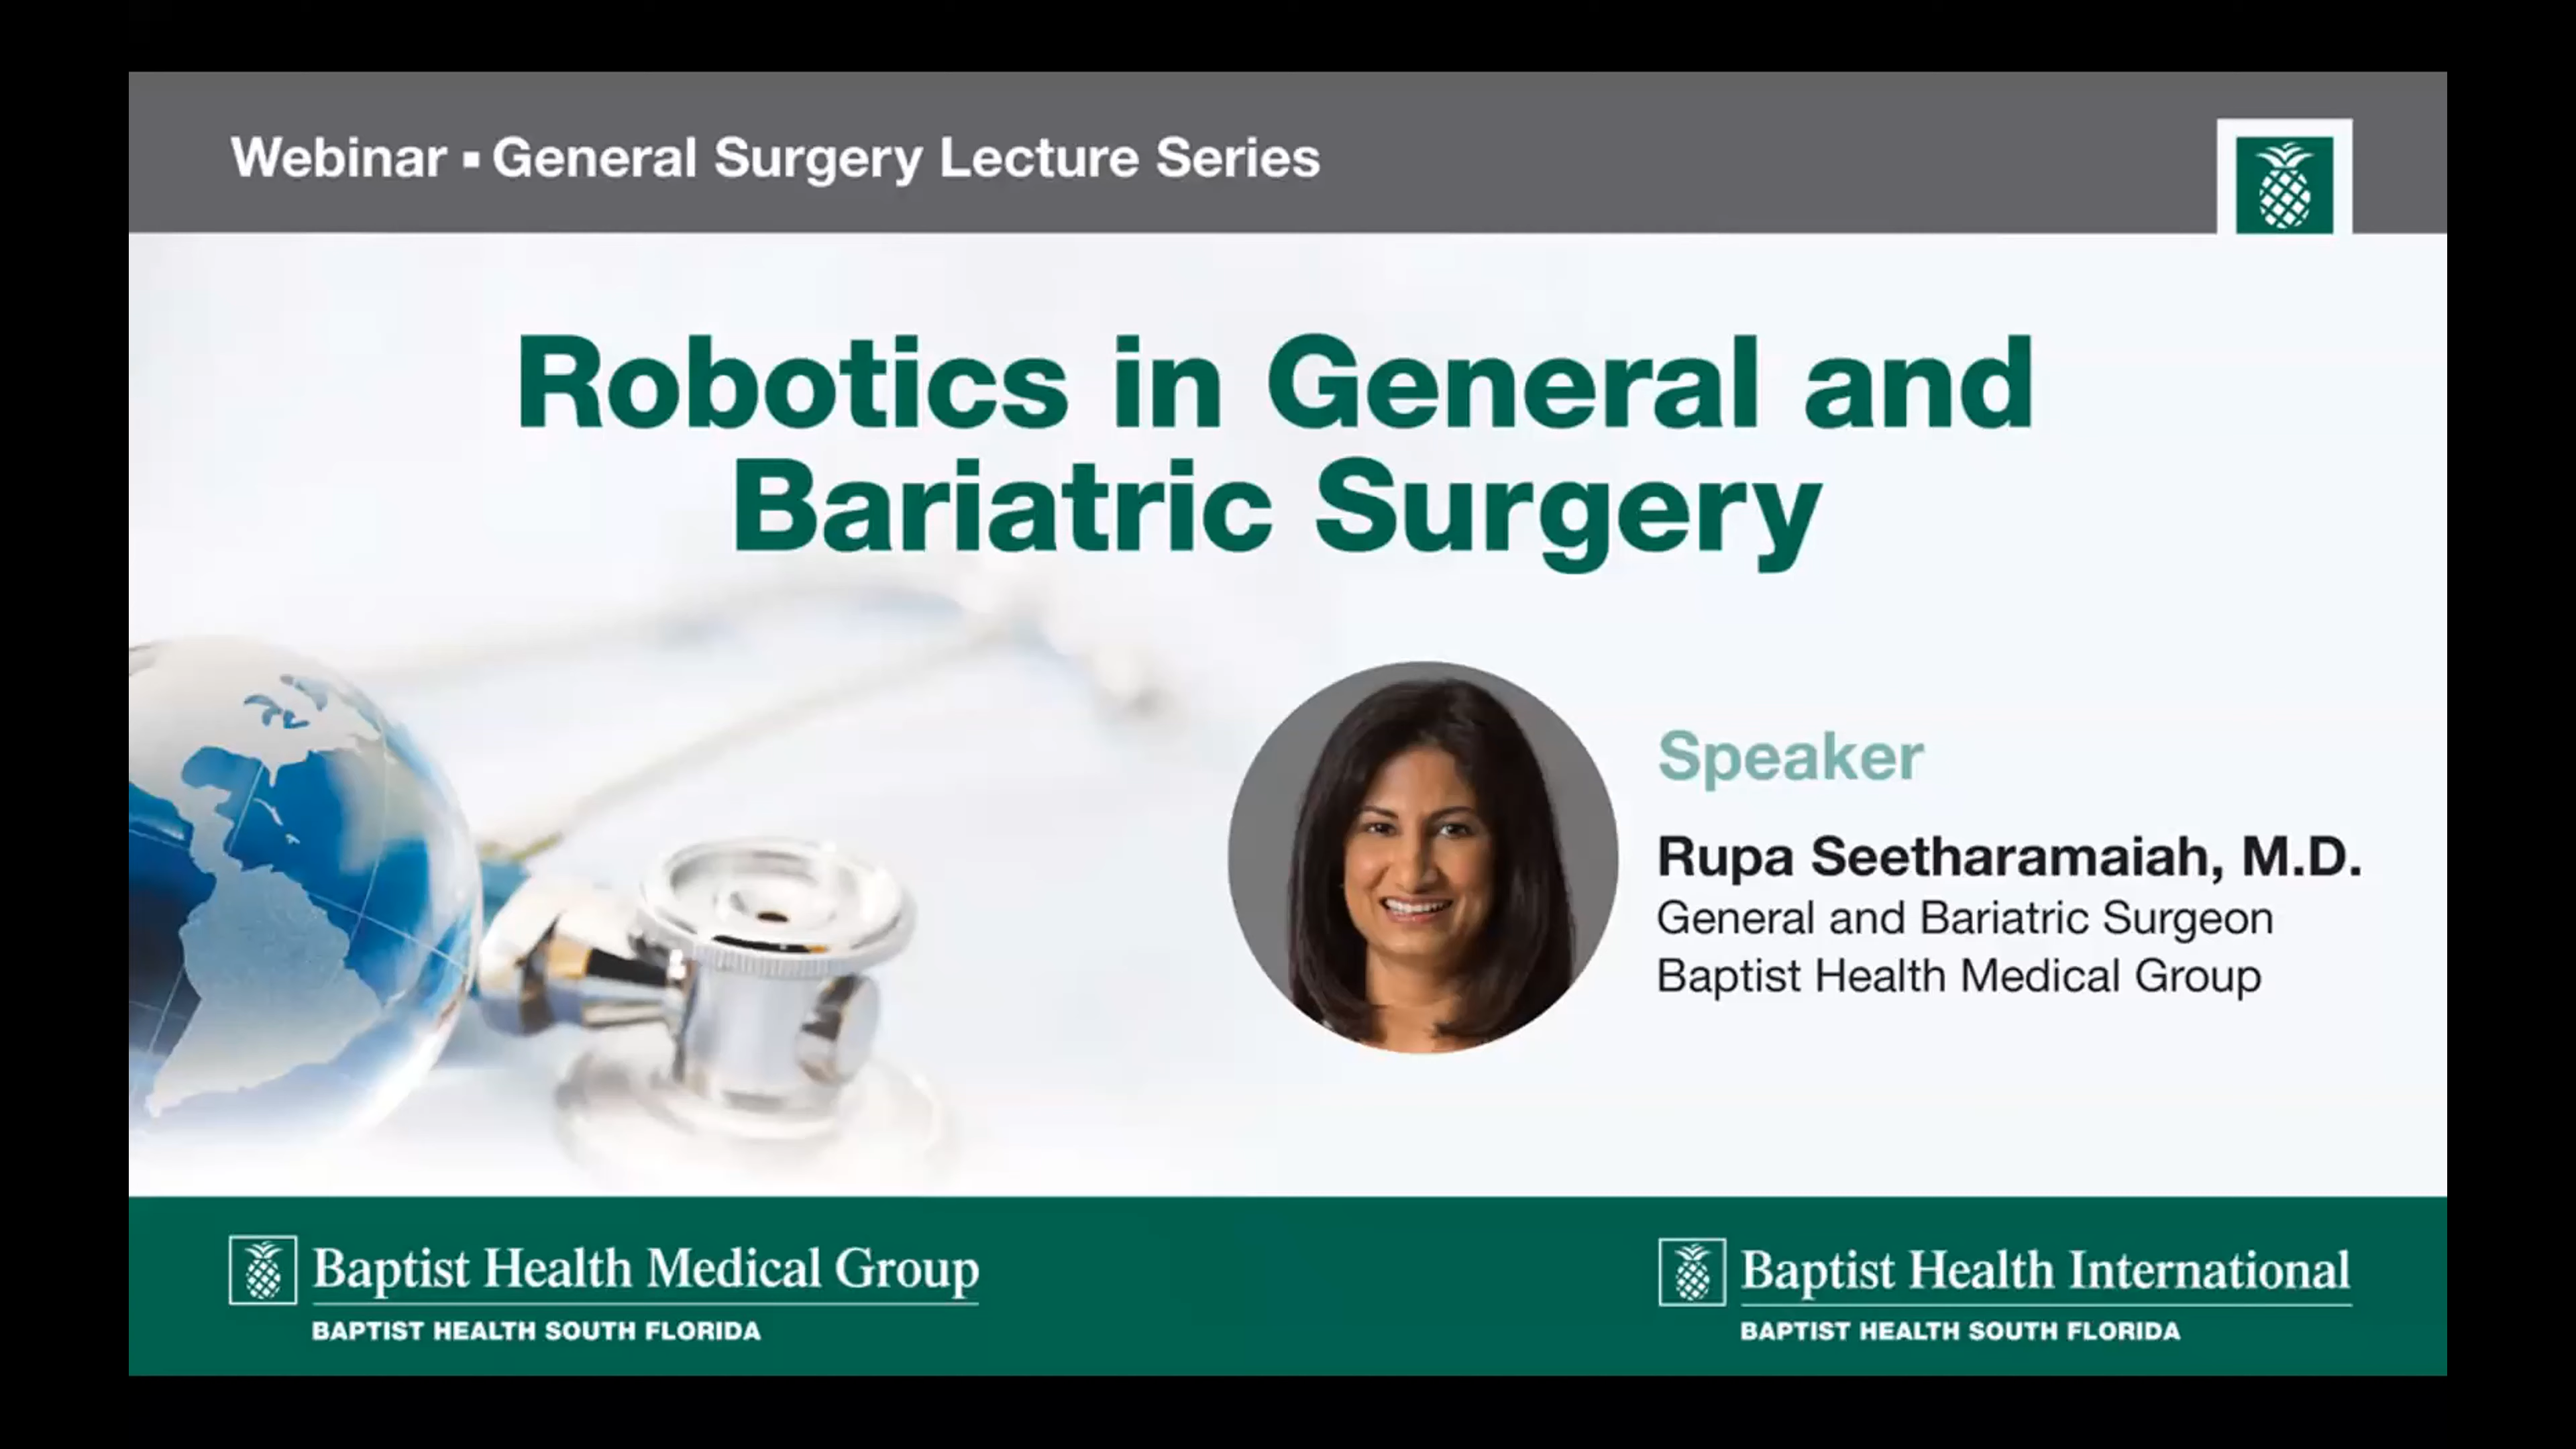 Webinar ▪ General Surgery Lecture Series
Robotics in General and
Bariatric Surgery
Speaker
Rupa Seetharamaiah, M.D.
General and Bariatric Surgeon
Baptist Health Medical Group
Baptist Health Medical Group
BAPTIST HEALTH SOUTH FLORIDA
Baptist Health International
BAPTIST HEALTH SOUTH FLORIDA